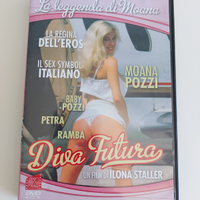 La leggenda di Moana
LA REGINA
DELL'EROS
IL SEX SYMBOL
ITALIANO
MOANA
POZZI
BABY
POZZI
PETRA
RAMBA
Diva Futura
UN FILM DI ILONA STALLER